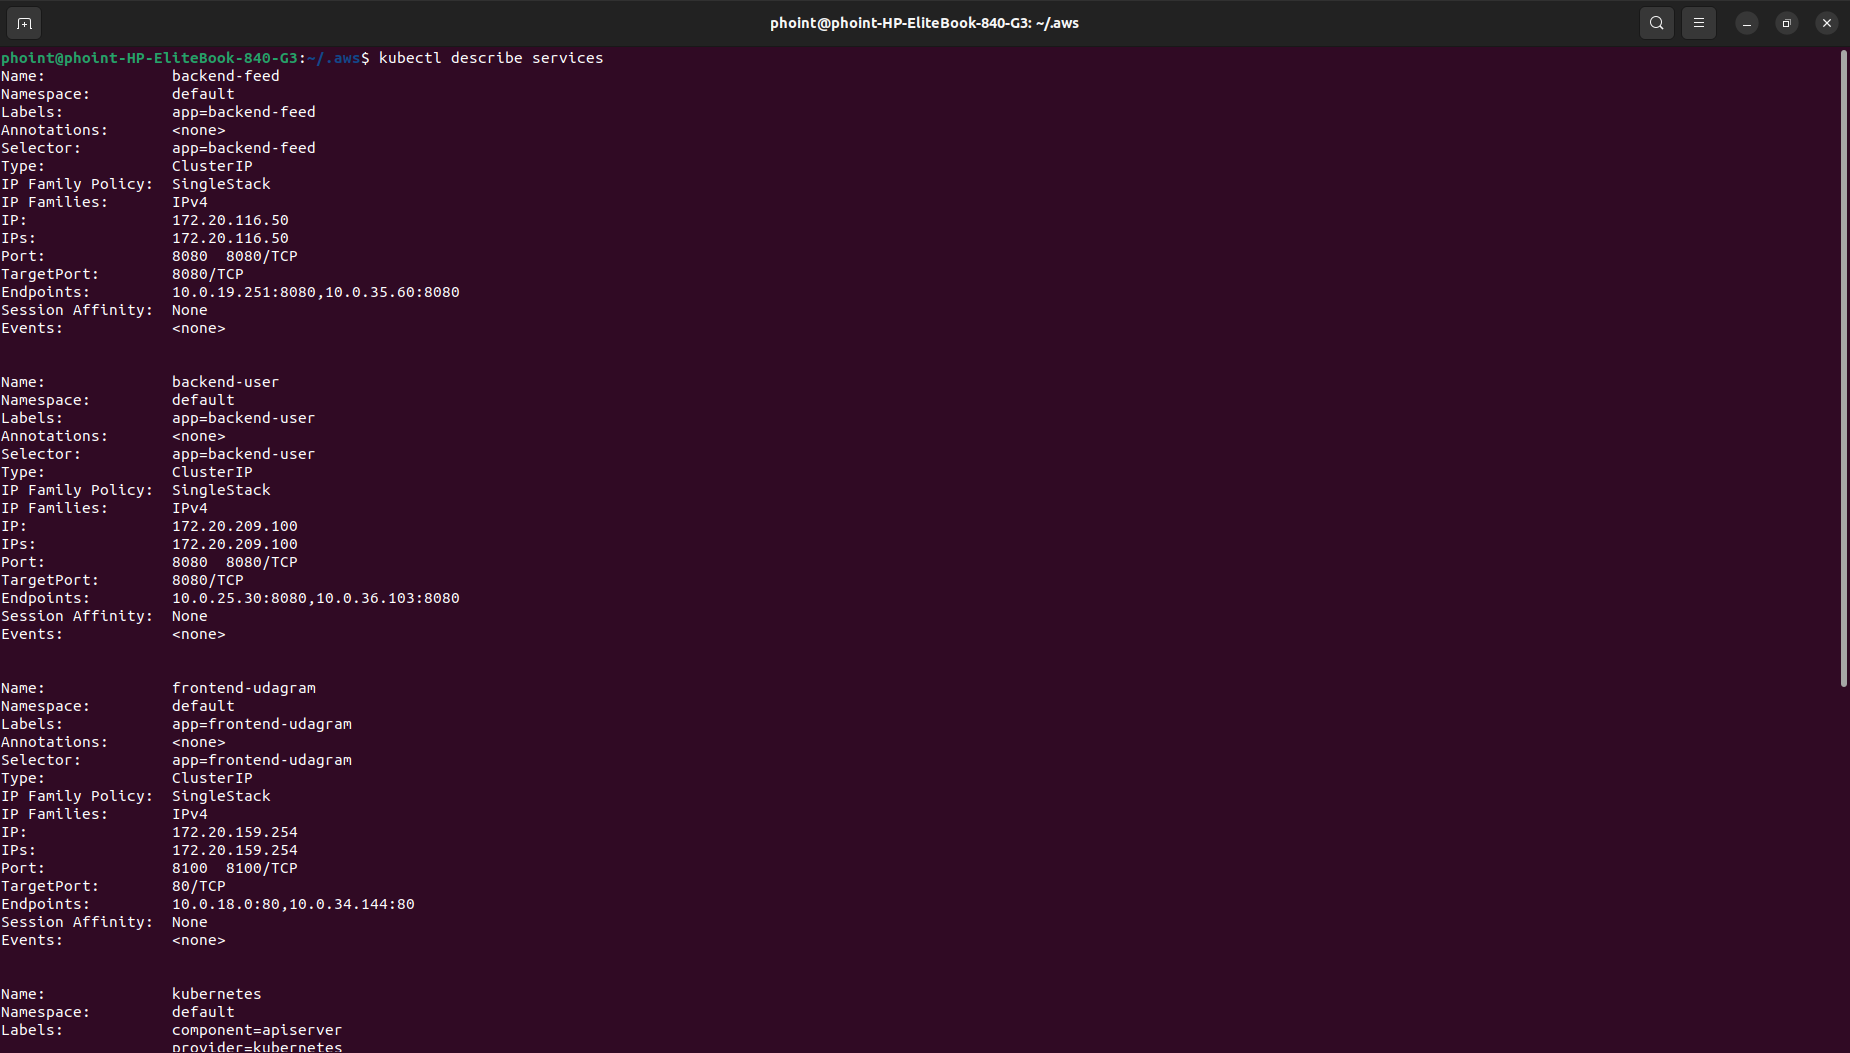 phoint@phoint-HP-EliteBook-840-G3: ~/.aws
phoint@phoint-HP-EliteBook-840-G3:~/.aws$ kubectl describe services
Name:              backend-feed
Namespace:         default
Labels:            app=backend-feed
Annotations:       <none>
Selector:          app=backend-feed
Type:              ClusterIP
IP Family Policy:  SingleStack
IP Families:       IPv4
IP:                172.20.116.50
IPs:               172.20.116.50
Port:              8080  8080/TCP
TargetPort:        8080/TCP
Endpoints:         10.0.19.251:8080,10.0.35.60:8080
Session Affinity:  None
Events:            <none>
Name:              backend-user
Namespace:         default
Labels:            app=backend-user
Annotations:       <none>
Selector:          app=backend-user
Type:              ClusterIP
IP Family Policy:  SingleStack
IP Families:       IPv4
IP:                172.20.209.100
IPs:               172.20.209.100
Port:              8080  8080/TCP
TargetPort:        8080/TCP
Endpoints:         10.0.25.30:8080,10.0.36.103:8080
Session Affinity:  None
Events:            <none>
Name:              frontend-udagram
Namespace:         default
Labels:            app=frontend-udagram
Annotations:       <none>
Selector:          app=frontend-udagram
Type:              ClusterIP
IP Family Policy:  SingleStack
IP Families:       IPv4
IP:                172.20.159.254
IPs:               172.20.159.254
Port:              8100  8100/TCP
TargetPort:        80/TCP
Endpoints:         10.0.18.0:80,10.0.34.144:80
Session Affinity:  None
Events:            <none>
Name:              kubernetes
Namespace:         default
Labels:            component=apiserver
                   provider=kubernetes